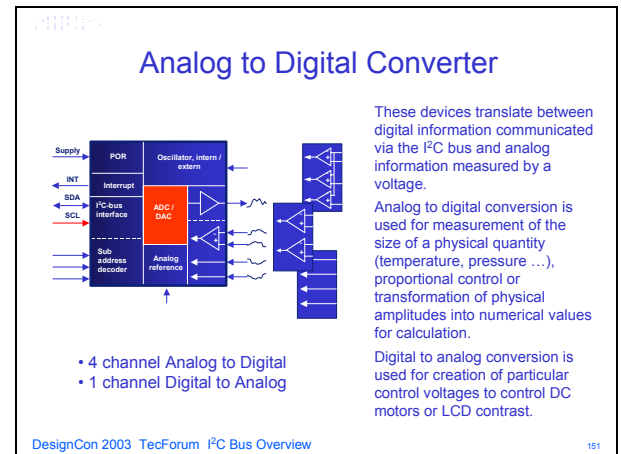 Analog to Digital Converter
Supply
INT
SDA
SCL
POR
Interrupt
I²C-bus
interface
Sub
address
decoder
Oscillator, intern /
extern
ADC /
DAC
Analog
reference
+
-
• 4 channel Analog to Digital
• 1 channel Digital to Analog
These devices translate between
digital information communicated
via the I²C bus and analog
information measured by a
voltage.
Analog to digital conversion is
used for measurement of the
size of a physical quantity
(temperature, pressure …),
proportional control or
transformation of physical
amplitudes into numerical values
for calculation.
Digital to analog conversion is
used for creation of particular
control voltages to control DC
motors or LCD contrast.
DesignCon 2003 TecForum I²C Bus Overview
151